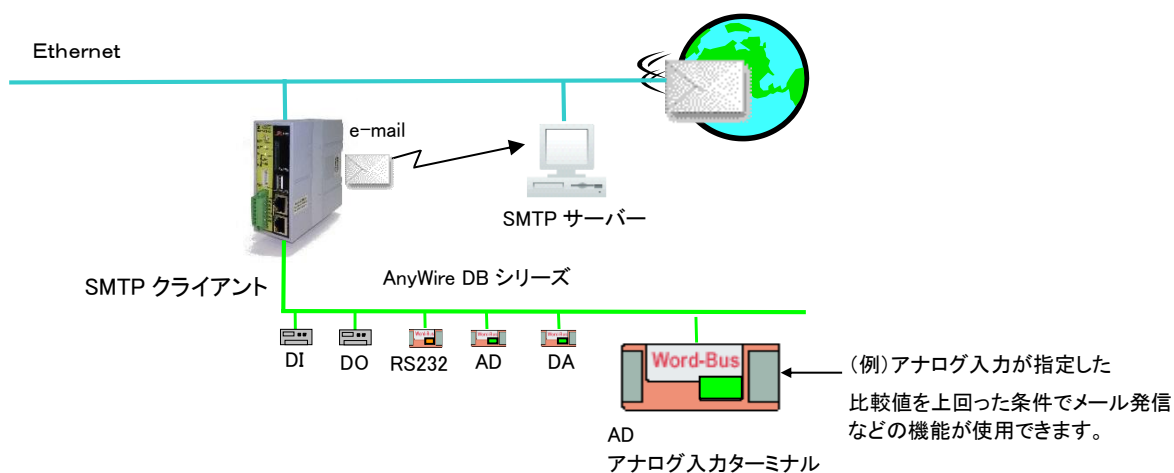 Ethernet
e-mail
SMTP サーバー
SMTP クライアント
AnyWire DB シリーズ
DI
DO
RS232
AD
DA
Word-Bus
(例)アナログ入力が指定した
比較値を上回った条件でメール発信
などの機能が使用できます。
AD
アナログ入力ターミナル